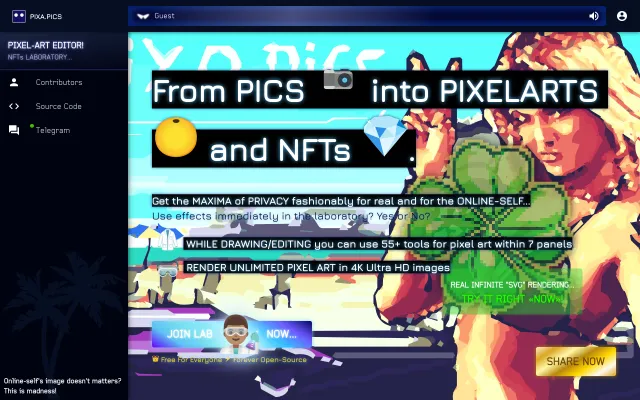 PIXA.PICS
Guest
PIXEL-ART EDITOR!
NFTs LABORATORY...
Contributors
Source Code
Telegram
pixa.pics
From PICS into PIXELARTS
and NFTs .
Get the MAXIMA of PRIVACY fashionably for real and for the ONLINE-SELF...
Use effects immediately in the laboratory? Yes or No?
WHILE DRAWING/EDITING you can use 55+ tools for pixel art within 7 panels
RENDER UNLIMITED PIXEL ART in 4K Ultra HD images
REAL INFINITE "SVG" RENDERING...
TRY IT RIGHT «NOW»!
JOIN LAB NOW...
Free For Everyone > Forever Open-Source
SHARE NOW
Online-self's image doesn't matters?
This is madness!